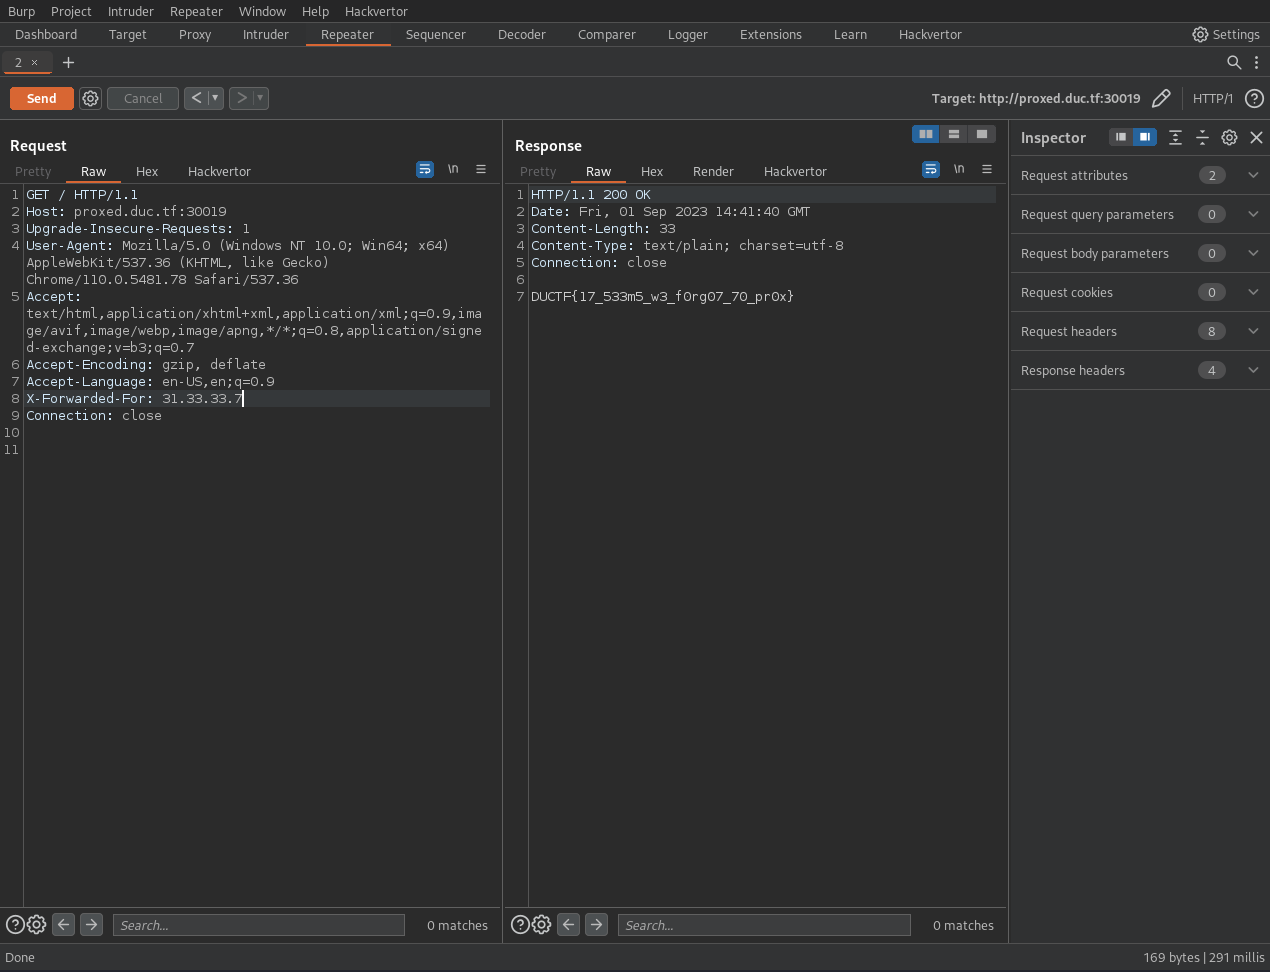 Burp Project Intruder Repeater Window Help Hackvertor
Dashboard Target Proxy Intruder Repeater Sequencer Decoder Comparer Logger Extensions Learn Hackvertor Settings
2 × +
Send Cancel < > Target: http://proxed.duc.tf:30019 HTTP/1 ?
Request
Pretty Raw Hex Hackvertor \n
1 GET / HTTP/1.1
2 Host: proxed.duc.tf:30019
3 Upgrade-Insecure-Requests: 1
4 User-Agent: Mozilla/5.0 (Windows NT 10.0; Win64; x64)
AppleWebKit/537.36 (KHTML, like Gecko)
Chrome/110.0.5481.78 Safari/537.36
5 Accept:
text/html,application/xhtml+xml,application/xml;q=0.9,ima
ge/avif,image/webp,image/apng,*/*;q=0.8,application/signe
d-exchange;v=b3;q=0.7
6 Accept-Encoding: gzip, deflate
7 Accept-Language: en-US,en;q=0.9
8 X-Forwarded-For: 31.33.33.7
9 Connection: close
10
11
Search... 0 matches
Response
Pretty Raw Hex Render Hackvertor \n
1 HTTP/1.1 200 OK
2 Date: Fri, 01 Sep 2023 14:41:40 GMT
3 Content-Length: 33
4 Content-Type: text/plain; charset=utf-8
5 Connection: close
6
7 DUCTF{17_533m5_w3_f0rg07_70_pr0x}
Search... 0 matches
Inspector
Request attributes 2
Request query parameters 0
Request body parameters 0
Request cookies 0
Request headers 8
Response headers 4
Done 169 bytes | 291 millis